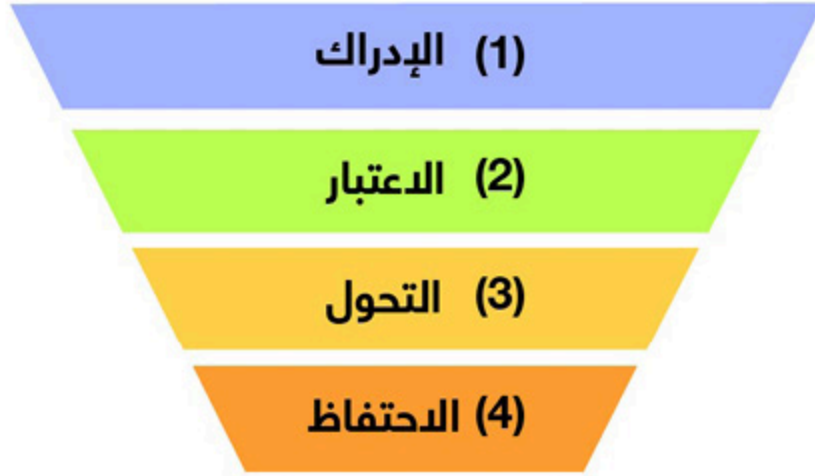 (1) الإدراك
(2) الاعتبار
(3) التحول
(4) الاحتفاظ